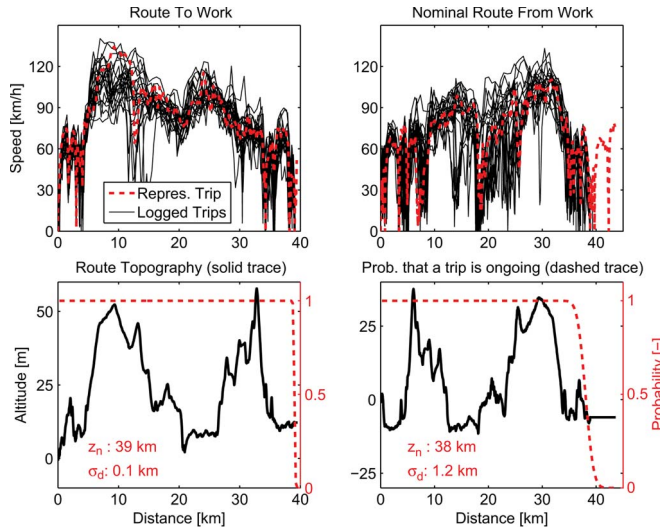 Route To Work
Nominal Route From Work
Speed [km/h]
120
90
60
30
0
Repres. Trip
Logged Trips
0 10 20 30 40
120
90
60
30
0
0 10 20 30 40
Route Topography (solid trace)
Prob. that a trip is ongoing (dashed trace)
Altitude [m]
50
25
0
1
0.5
0
z_n : 39 km
σ_d: 0.1 km
0 10 20 30 40
Distance [km]
25
0
−25
1
0.5
0
Probability [−]
z_n : 38 km
σ_d: 1.2 km
0 10 20 30 40
Distance [km]